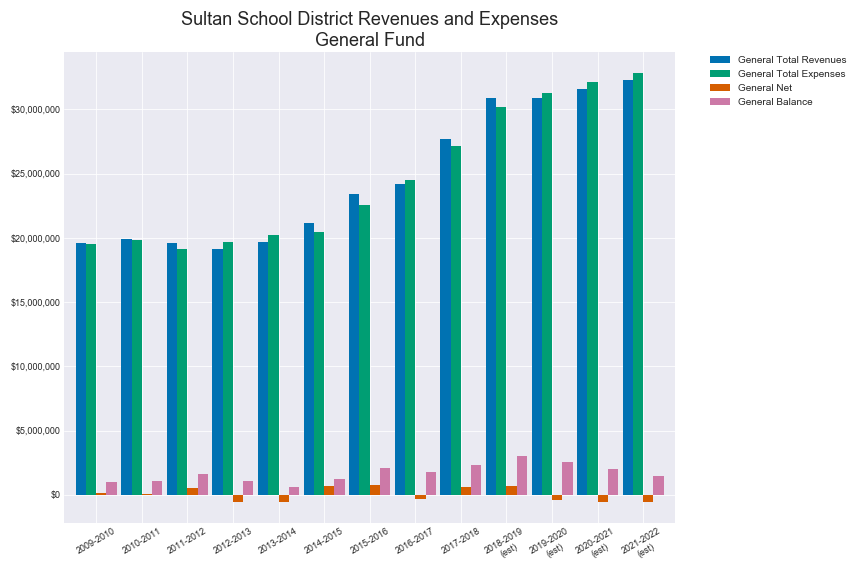 Sultan School District Revenues and Expenses
General Fund
General Total Revenues
General Total Expenses
General Net
General Balance
$30,000,000
$25,000,000
$20,000,000
$15,000,000
$10,000,000
$5,000,000
$0
2009-2010
2010-2011
2011-2012
2012-2013
2013-2014
2014-2015
2015-2016
2016-2017
2017-2018
2018-2019
(est)
2019-2020
(est)
2020-2021
(est)
2021-2022
(est)